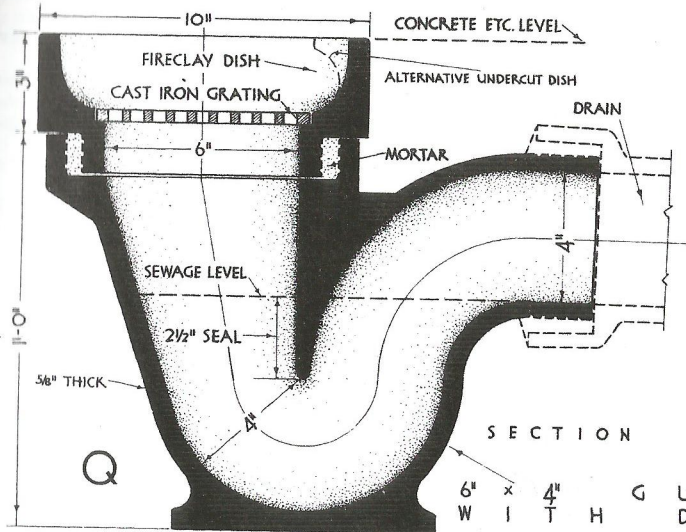 10"
CONCRETE ETC. LEVEL
FIRECLAY DISH
ALTERNATIVE UNDERCUT DISH
3"
CAST IRON GRATING
DRAIN
6"
MORTAR
4"
SEWAGE LEVEL
2½" SEAL
1'-0"
5/8" THICK
4"
SECTION
Q
6" x 4" G U
WITH D